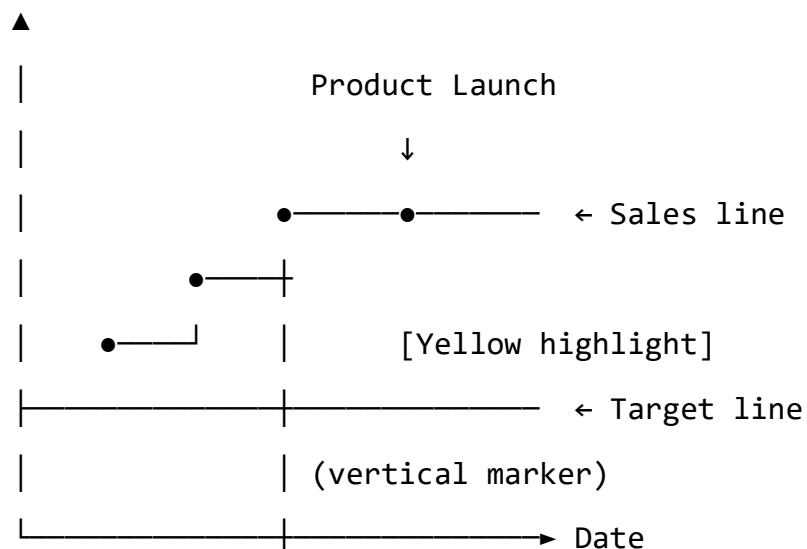 Product Launch
← Sales line
[Yellow highlight]
← Target line
(vertical marker)
Date